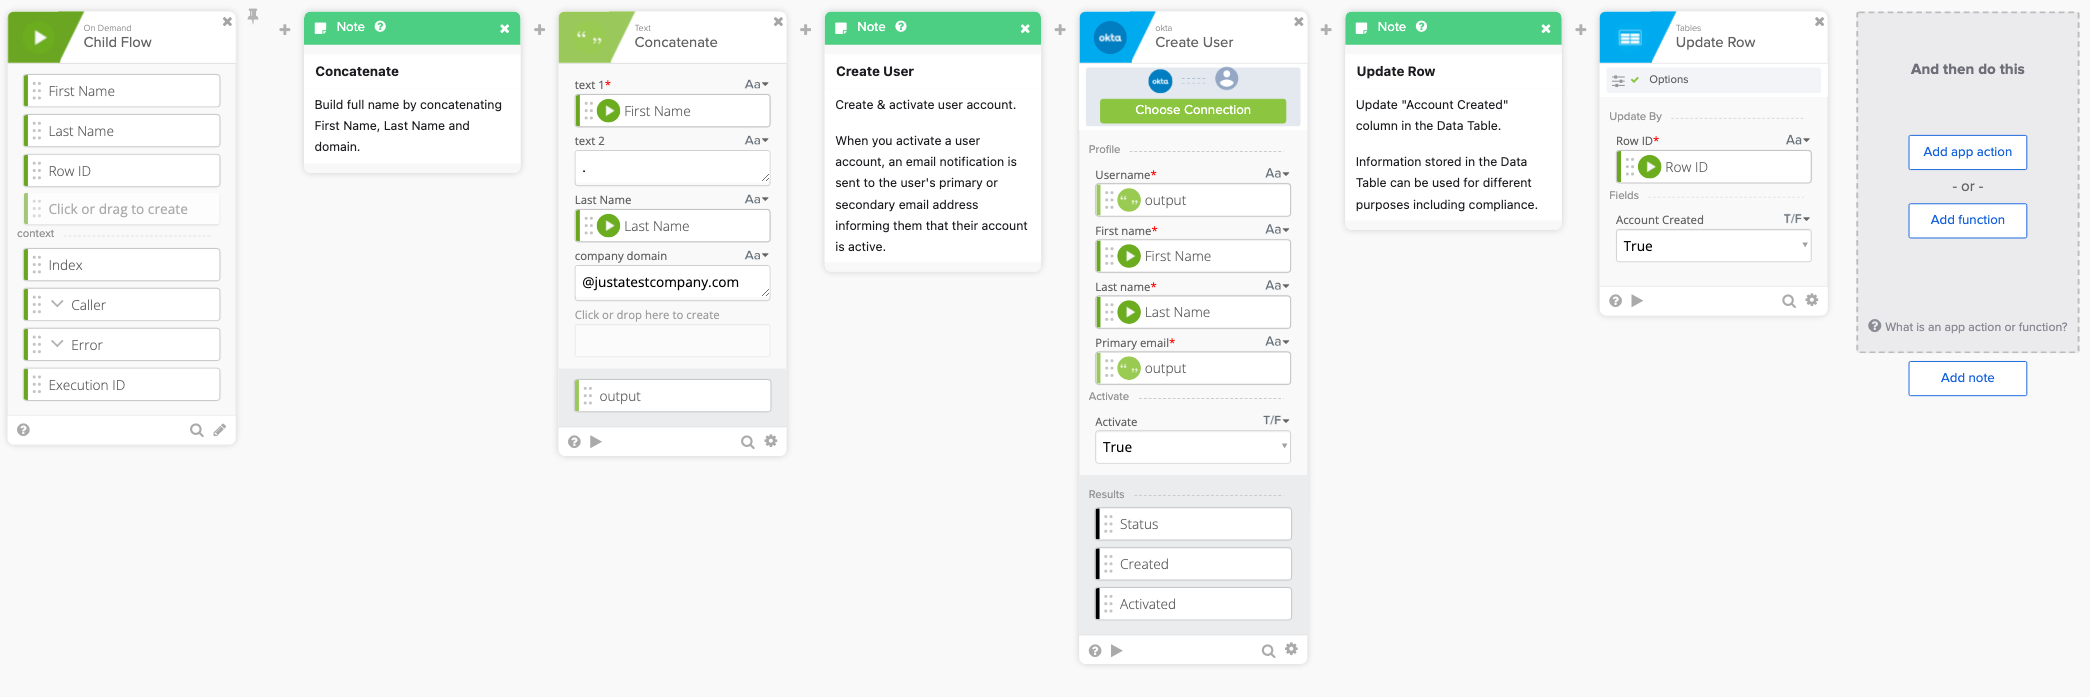 On Demand
Child Flow
First Name
Last Name
Row ID
Click or drag to create
context
Index
Caller
Error
Execution ID
Note
Concatenate
Build full name by concatenating
First Name, Last Name and
domain.
Text
Concatenate
text 1* Aa
First Name
text 2 Aa
.
Last Name Aa
Last Name
company domain Aa
@justatestcompany.com
Click or drop here to create
output
Note
Create User
Create & activate user account.
When you activate a user
account, an email notification is
sent to the user's primary or
secondary email address
informing them that their account
is active.
okta
okta
Create User
okta
Choose Connection
Profile
Username* Aa
output
First name* Aa
First Name
Last name* Aa
Last Name
Primary email* Aa
output
Activate
Activate T/F
True
Results
Status
Created
Activated
Note
Update Row
Update "Account Created"
column in the Data Table.
Information stored in the Data
Table can be used for different
purposes including compliance.
Tables
Update Row
Options
Update By
Row ID* Aa
Row ID
Fields
Account Created T/F
True
And then do this
Add app action
- or -
Add function
What is an app action or function?
Add note